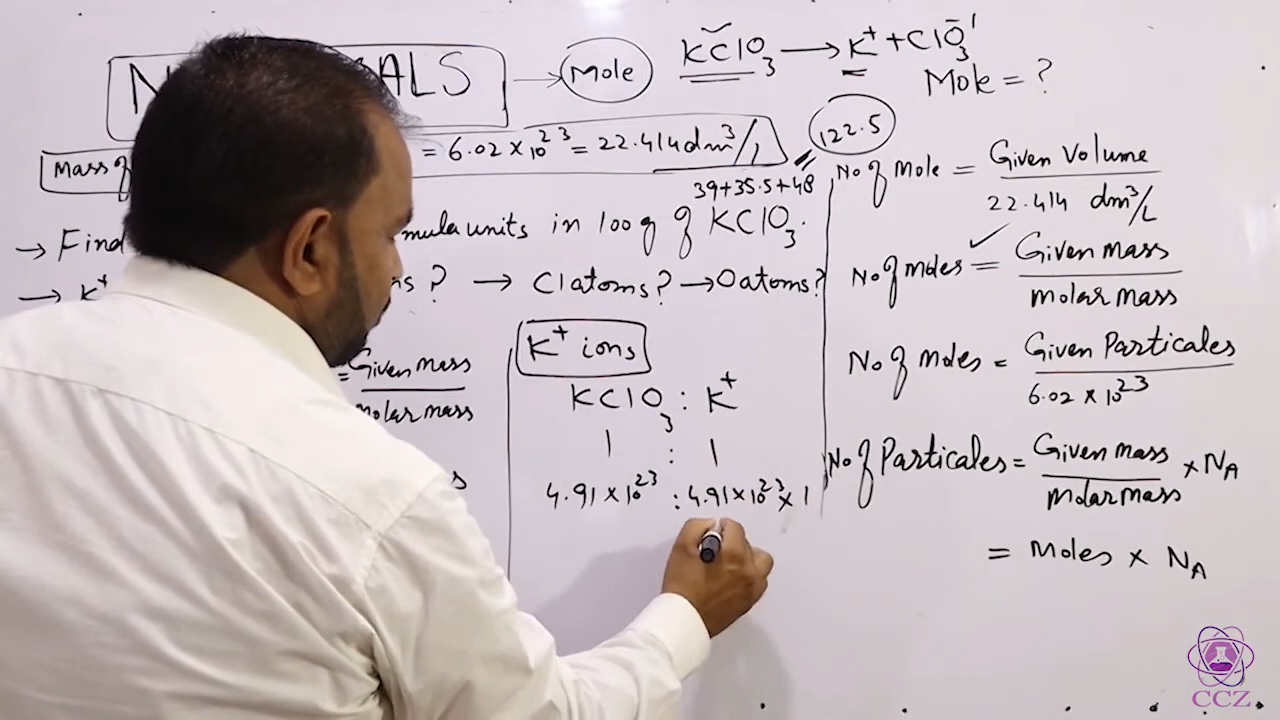 ALS → Mole
KClO₃ → K⁺ + ClO₃⁻¹
Mole = ?
Mass of = 6.02 × 10²³ = 22.414 dm³/L
122.5
39+35.5+48
→ Find mula units in 100g of KClO₃.
→ K⁺ ns? → Cl atoms? → O atoms?
= Given mass / Molar mass
K⁺ ions
KClO₃ : K⁺
1 : 1
4.91 × 10²³ : 4.91 × 10²³ × 1
No of Mole = Given Volume / 22.414 dm³/L
No of moles = Given mass / molar mass
No of moles = Given Particales / 6.02 × 10²³
No of Particales = Given mass / molar mass × N_A
= Moles × N_A
CCZ